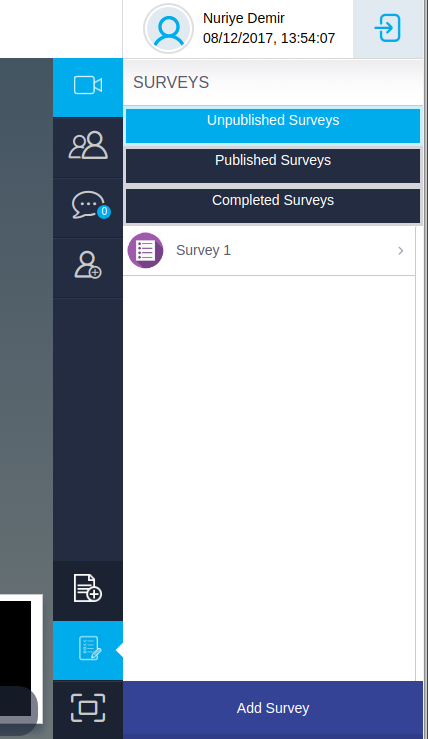 Nuriye Demir
08/12/2017, 13:54:07
SURVEYS
Unpublished Surveys
Published Surveys
Completed Surveys
0
Survey 1
Add Survey